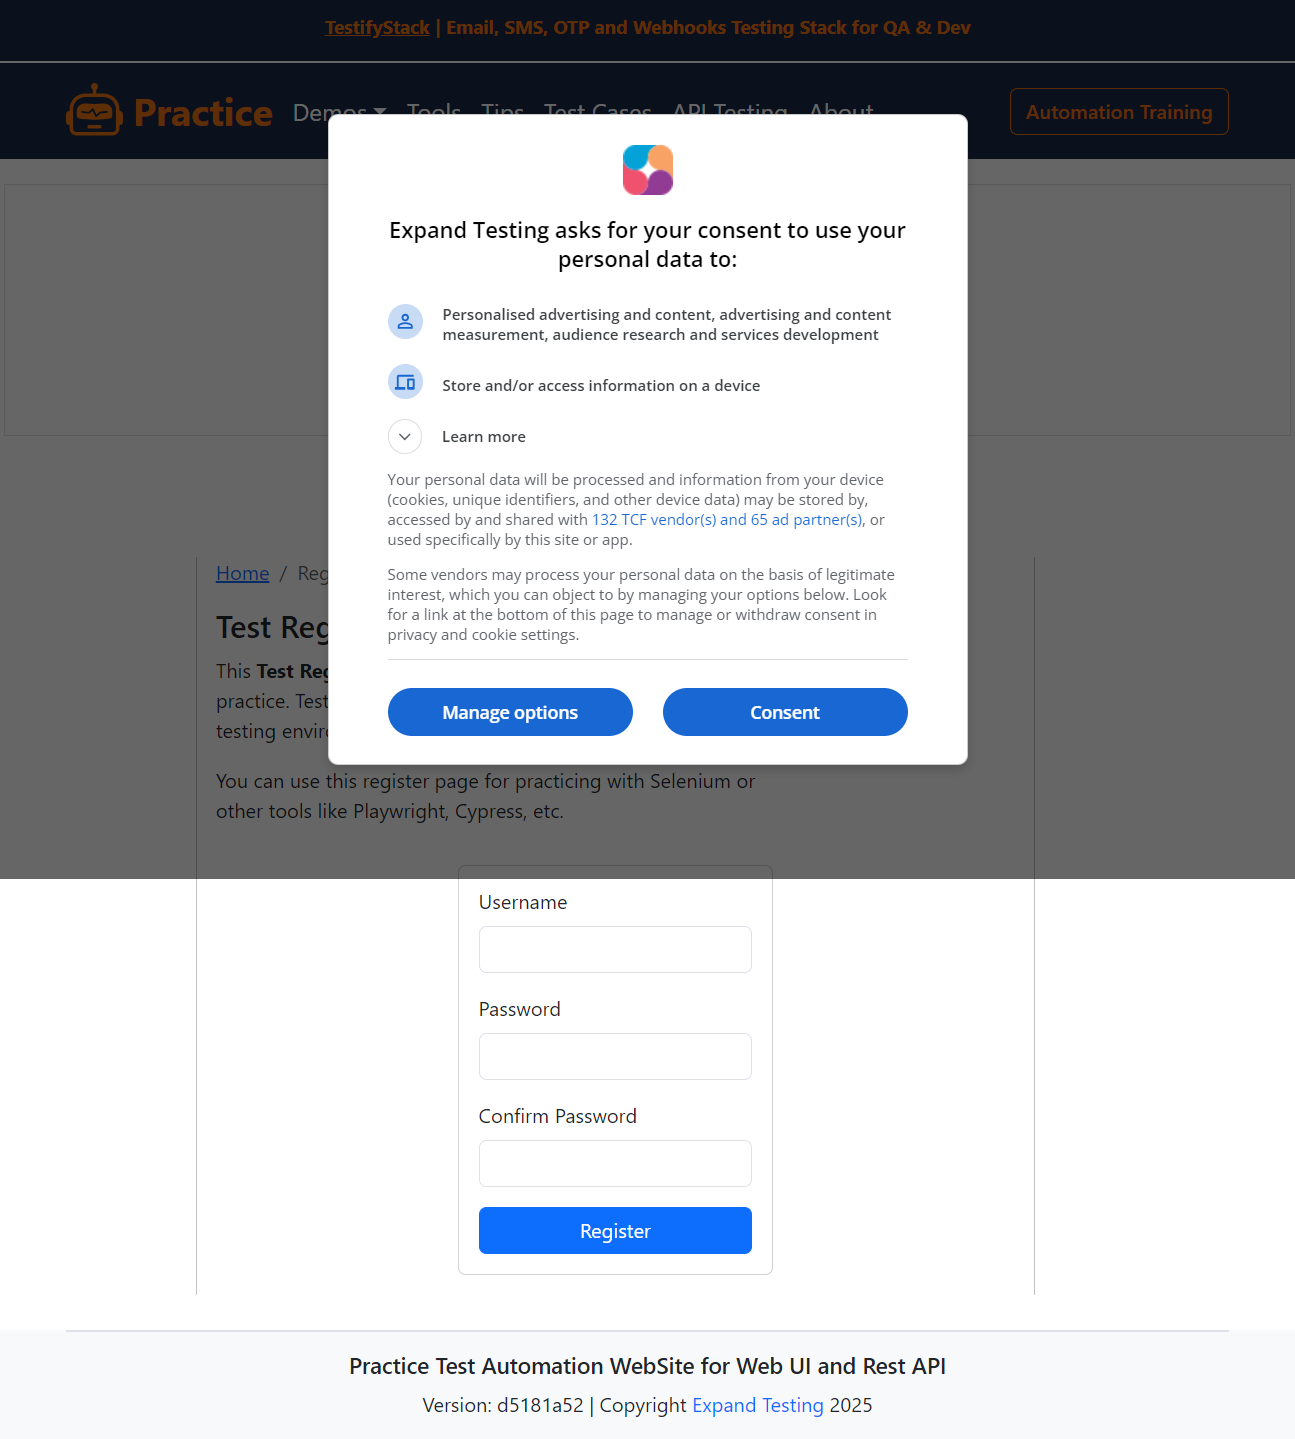 TestifyStack | Email, SMS, OTP and Webhooks Testing Stack for QA & Dev
Practice Demos Tools Tips Test Cases API Testing About Automation Training
Expand Testing asks for your consent to use your
personal data to:
Personalised advertising and content, advertising and content
measurement, audience research and services development
Store and/or access information on a device
Learn more
Your personal data will be processed and information from your device
(cookies, unique identifiers, and other device data) may be stored by,
accessed by and shared with 132 TCF vendor(s) and 65 ad partner(s), or
used specifically by this site or app.
Some vendors may process your personal data on the basis of legitimate
interest, which you can object to by managing your options below. Look
for a link at the bottom of this page to manage or withdraw consent in
privacy and cookie settings.
Manage options Consent
Home / Reg
Test Reg
This Test Reg
practice. Test
testing enviro
You can use this register page for practicing with Selenium or
other tools like Playwright, Cypress, etc.
Username
Password
Confirm Password
Register
Practice Test Automation WebSite for Web UI and Rest API
Version: d5181a52 | Copyright Expand Testing 2025